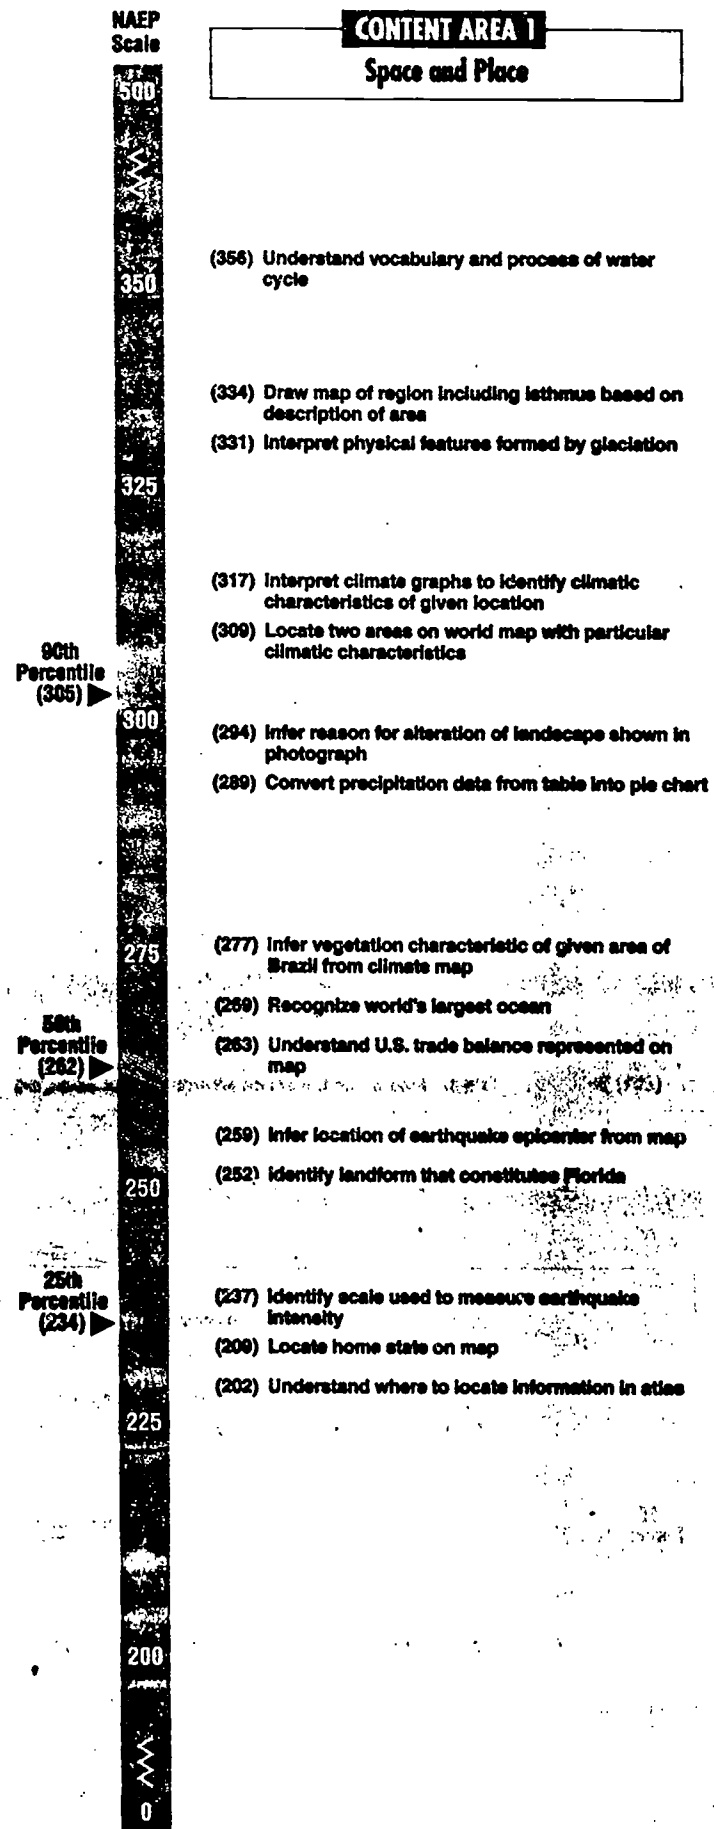 NAEP
Scale
CONTENT AREA 1
Space and Place
500
(356) Understand vocabulary and process of water
cycle
350
(334) Draw map of region including isthmus based on
description of area
(331) Interpret physical features formed by glaciation
325
(317) Interpret climate graphs to identify climatic
characteristics of given location
(309) Locate two areas on world map with particular
climatic characteristics
90th
Percentile
(305)
300
(294) Infer reason for alteration of landscape shown in
photograph
(289) Convert precipitation data from table into pie chart
275
(277) Infer vegetation characteristic of given area of
Brazil from climate map
(269) Recognize world's largest ocean
(263) Understand U.S. trade balance represented on
map
50th
Percentile
(262)
(259) Infer location of earthquake epicenter from map
(252) Identify landform that constitutes Florida
250
25th
Percentile
(234)
(237) Identify scale used to measure earthquake
intensity
(209) Locate home state on map
(202) Understand where to locate information in atlas
225
200
0